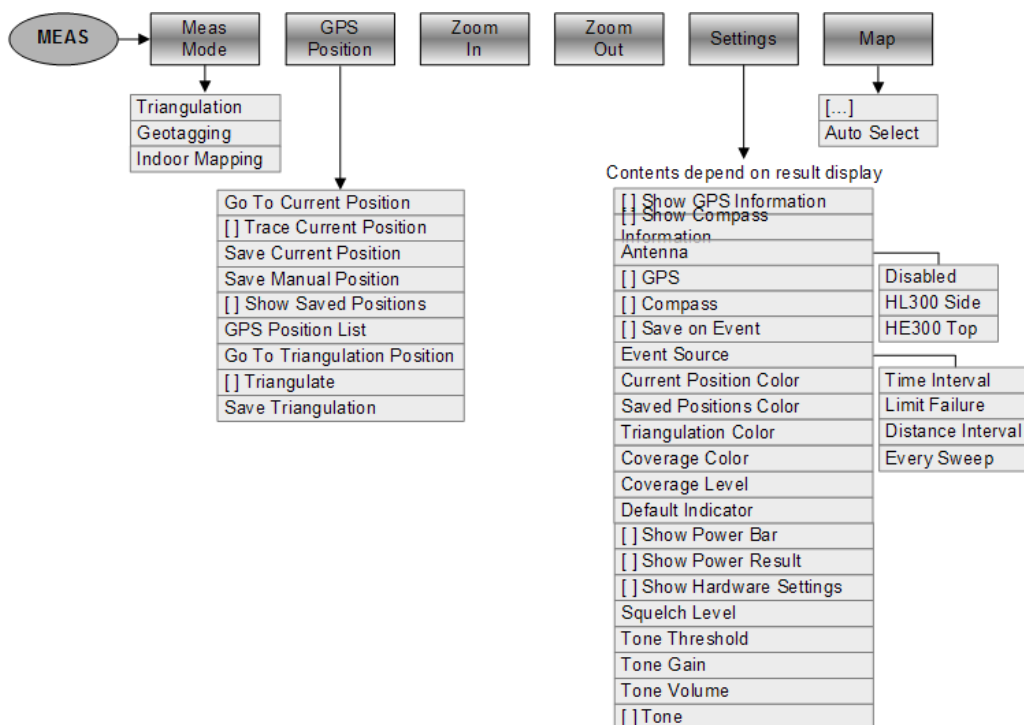 MEAS
Meas
Mode
GPS
Position
Zoom
In
Zoom
Out
Settings
Map
Triangulation
Geotagging
Indoor Mapping
[...]
Auto Select
Go To Current Position
[ ] Trace Current Position
Save Current Position
Save Manual Position
[ ] Show Saved Positions
GPS Position List
Go To Triangulation Position
[ ] Triangulate
Save Triangulation
Contents depend on result display
[ ] Show GPS Information
[ ] Show Compass
Information
Antenna
[ ] GPS
[ ] Compass
[ ] Save on Event
Event Source
Current Position Color
Saved Positions Color
Triangulation Color
Coverage Color
Coverage Level
Default Indicator
[ ] Show Power Bar
[ ] Show Power Result
[ ] Show Hardware Settings
Squelch Level
Tone Threshold
Tone Gain
Tone Volume
[ ] Tone
Disabled
HL300 Side
HE300 Top
Time Interval
Limit Failure
Distance Interval
Every Sweep